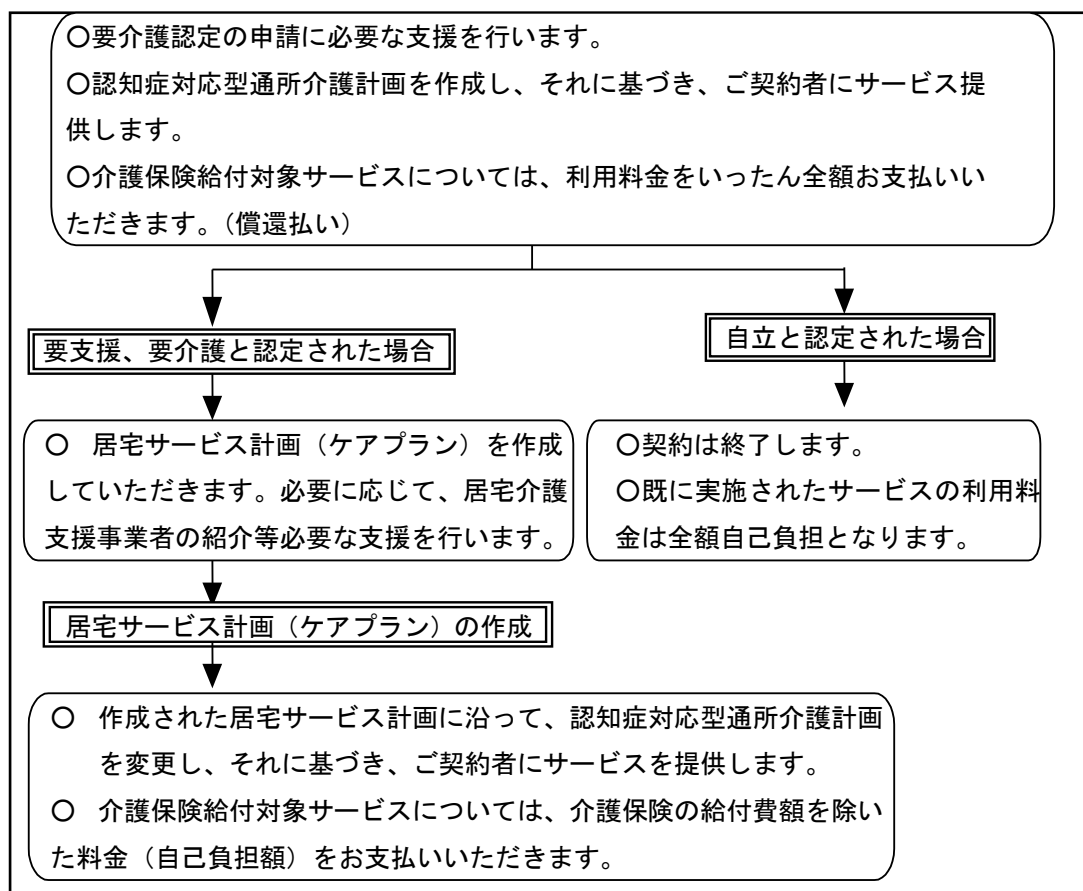 〇要介護認定の申請に必要な支援を行います。
〇認知症対応型通所介護計画を作成し、それに基づき、ご契約者にサービス提
供します。
〇介護保険給付対象サービスについては、利用料金をいったん全額お支払いい
ただきます。(償還払い)
要支援、要介護と認定された場合
自立と認定された場合
〇 居宅サービス計画（ケアプラン）を作成
していただきます。必要に応じて、居宅介護
支援事業者の紹介等必要な支援を行います。
〇契約は終了します。
〇既に実施されたサービスの利用料
金は全額自己負担となります。
居宅サービス計画（ケアプラン）の作成
〇 作成された居宅サービス計画に沿って、認知症対応型通所介護計画
を変更し、それに基づき、ご契約者にサービスを提供します。
〇 介護保険給付対象サービスについては、介護保険の給付費額を除い
た料金（自己負担額）をお支払いいただきます。